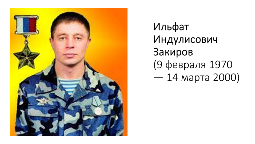 Ильфат
Индулисович
Закиров
(9 февраля 1970
— 14 марта 2000)